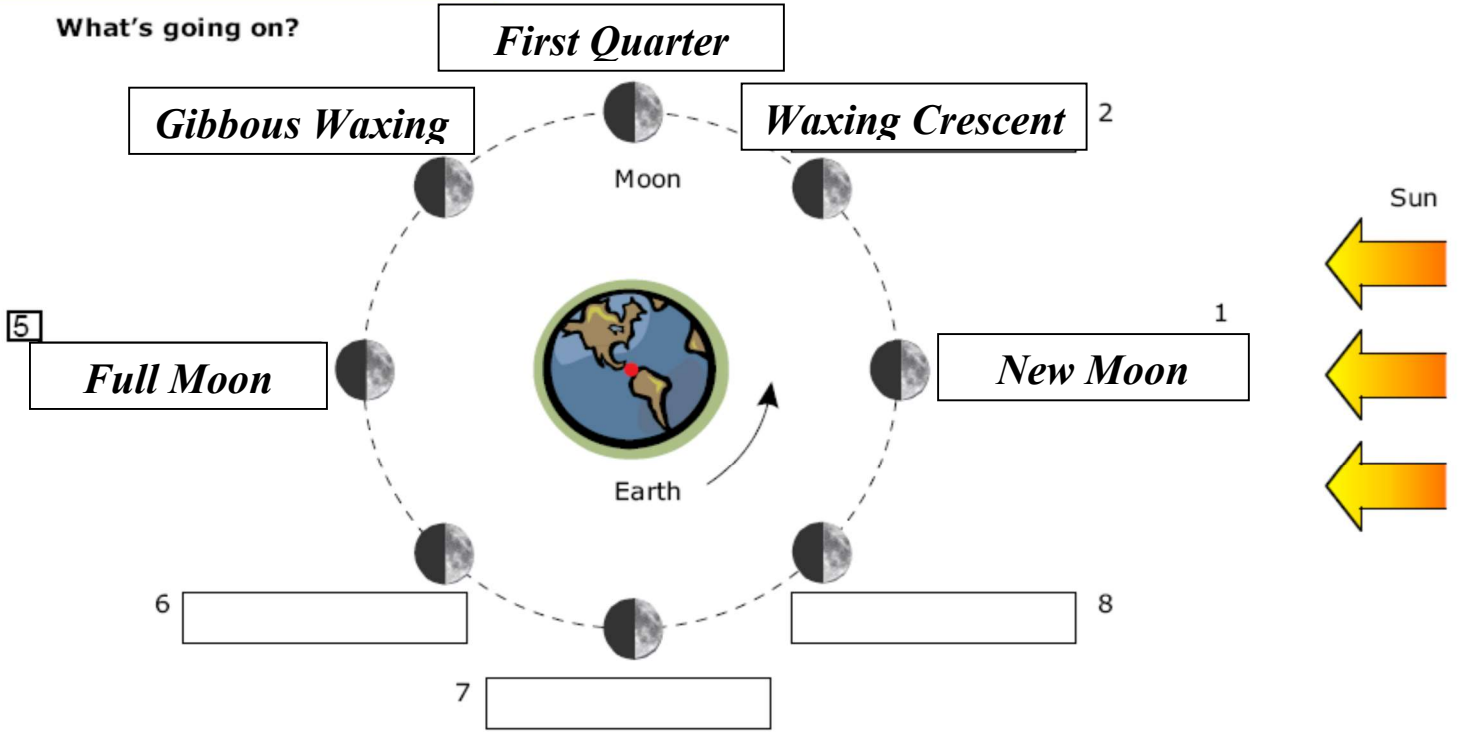 What's going on?
First Quarter
Gibbous Waxing
Waxing Crescent
2
Moon
Sun
5
1
Full Moon
New Moon
Earth
6
8
7